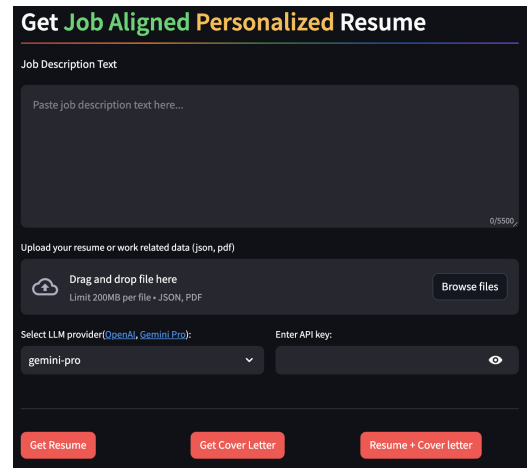 Get Job Aligned Personalized Resume
Job Description Text
Paste job description text here...
0/5500
Upload your resume or work related data (json, pdf)
Drag and drop file here
Limit 200MB per file • JSON, PDF
Browse files
Select LLM provider(OpenAI, Gemini Pro):
Enter API key:
gemini-pro
Get Resume
Get Cover Letter
Resume + Cover letter